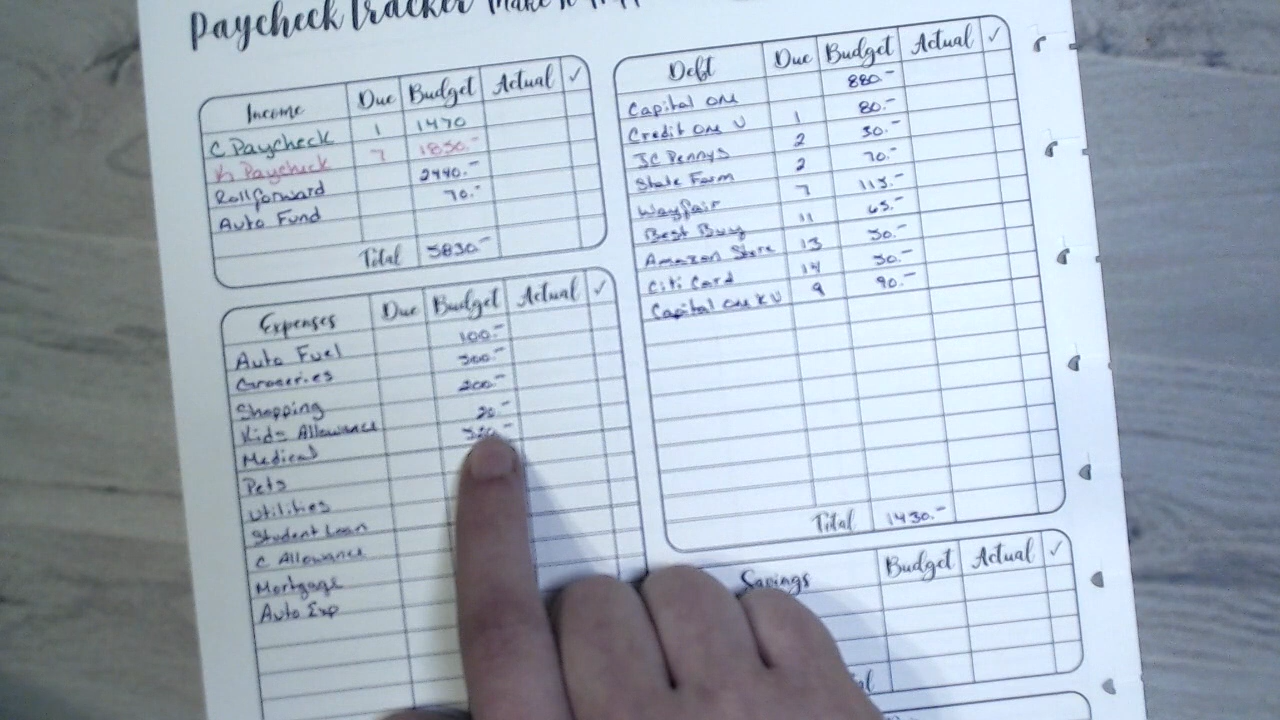 Paycheck Tracker
Income Due Budget Actual ✓
C Paycheck 1 1470
K Paycheck 7 1850.-
Rollforward 2440.-
Auto Fund 70.-
Total 5830.-
Expenses Due Budget Actual ✓
Auto Fuel 100.-
Groceries 300.-
Shopping 200.-
Kids Allowance 20.-
Medical
Pets
Utilities
Student Loan
C Allowance
Mortgage
Auto Exp
Debt Due Budget Actual ✓
Capital One 880.-
Credit One V 1 80.-
JC Pennys 2 30.-
State Farm 2 70.-
Wayfair 7 115.-
Best Buy 11 65.-
Amazon Store 13 50.-
Citi Card 14 50.-
Capital One KV 9 90.-
Total 1430.-
Savings Budget Actual ✓